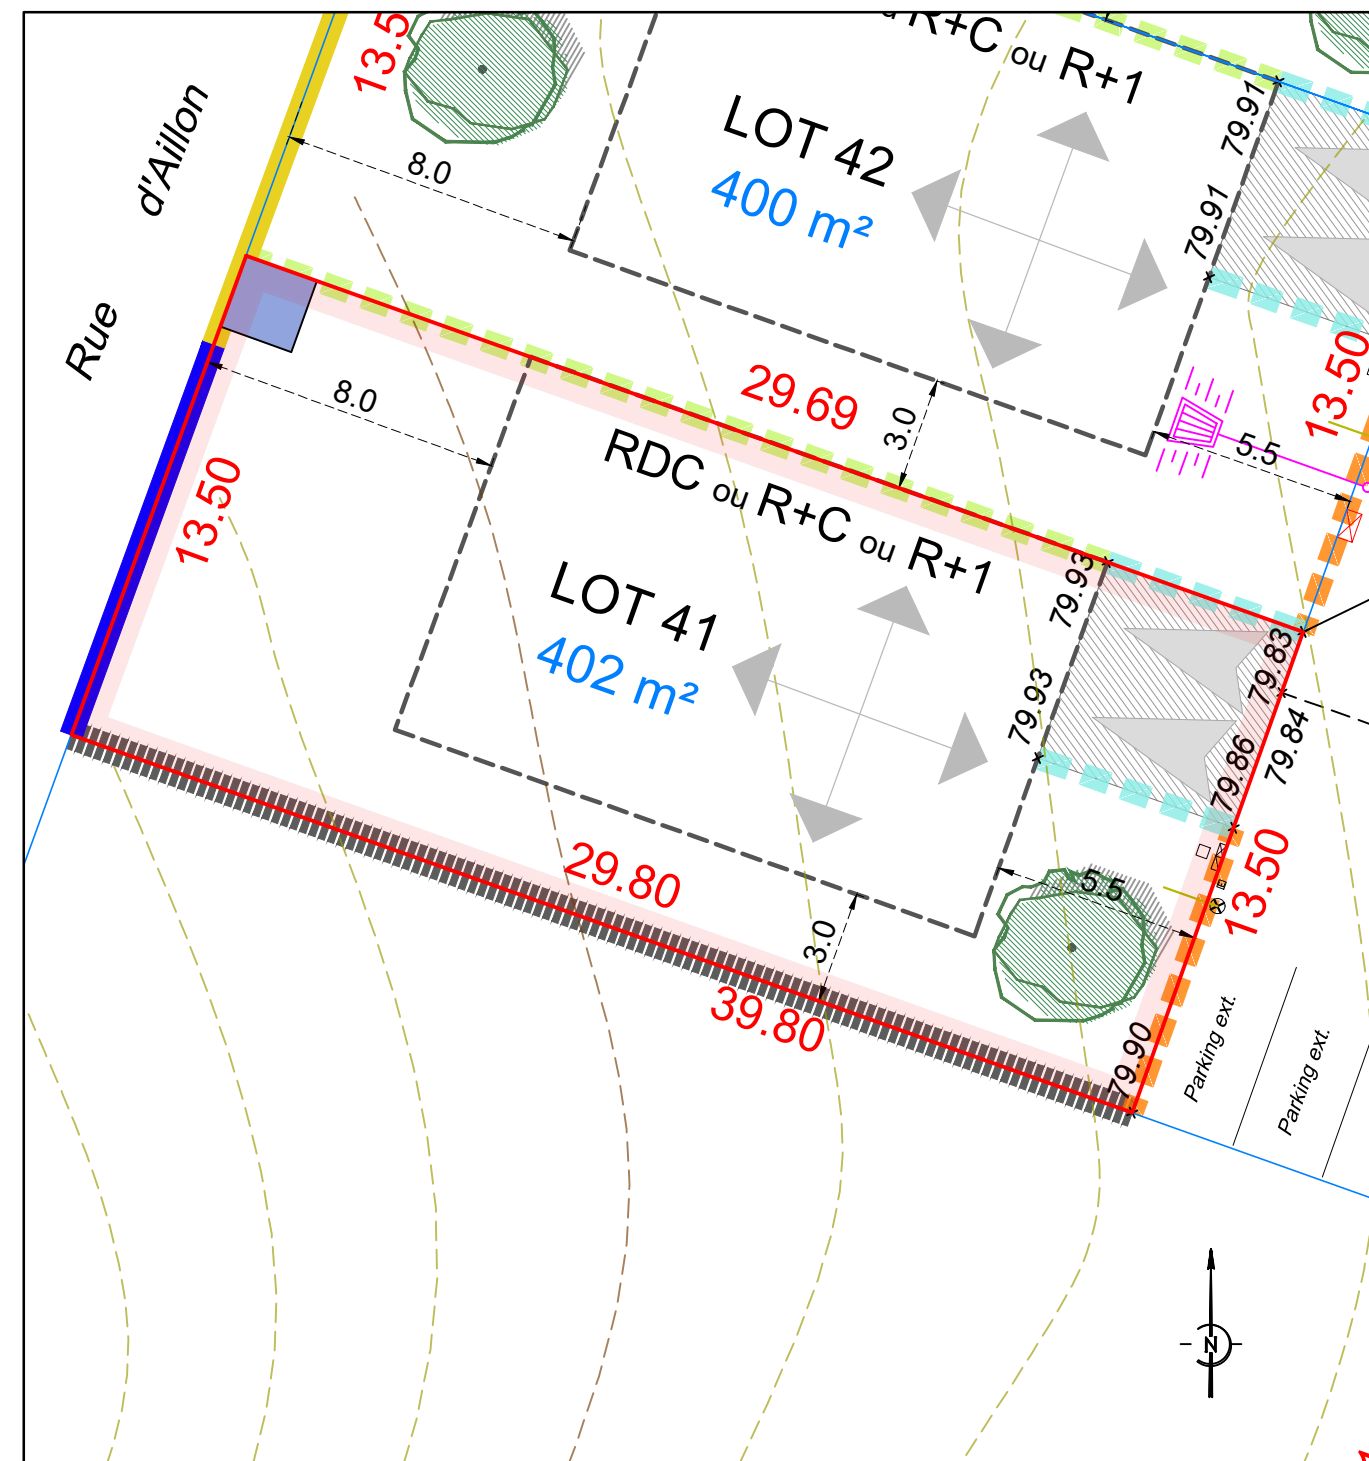 13.5
R+C ou R+1
d'Aillon
Rue
8.0
LOT 42
400 m²
79.91
79.91
13.50
5.5
3.0
29.69
8.0
13.50
RDC ou R+C ou R+1
LOT 41
402 m²
79.93
79.93
79.83
79.84
79.86
13.50
5.5
29.80
3.0
39.80
79.90
Parking ext.
Parking ext.
N